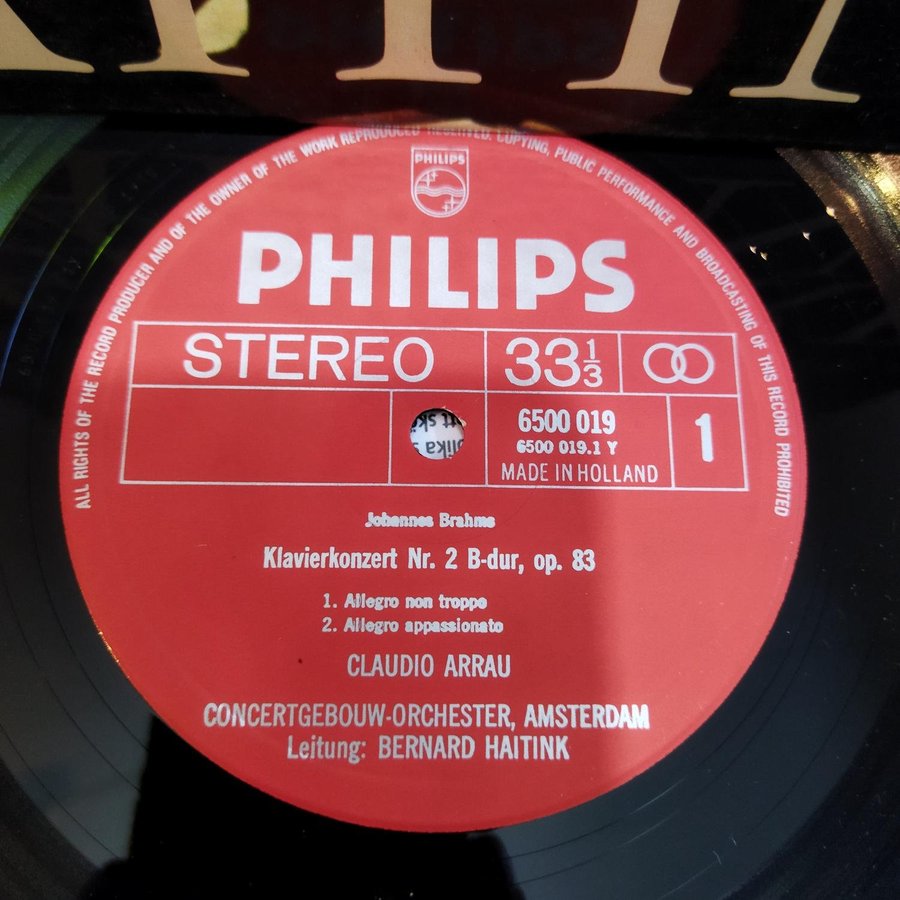 ALL RIGHTS OF THE RECORD PRODUCER AND OF THE OWNER OF THE WORK REPRODUCED RESERVED. COPYING, PUBLIC PERFORMANCE AND BROADCASTING OF THIS RECORD PROHIBITED
PHILIPS
PHILIPS
STEREO 33 1/3
6500 019 1
6500 019.1 Y
MADE IN HOLLAND
Johannes Brahms
Klavierkonzert Nr. 2 B-dur, op. 83
1. Allegro non troppo
2. Allegro appassionato
CLAUDIO ARRAU
CONCERTGEBOUW-ORCHESTER, AMSTERDAM
Leitung: BERNARD HAITINK